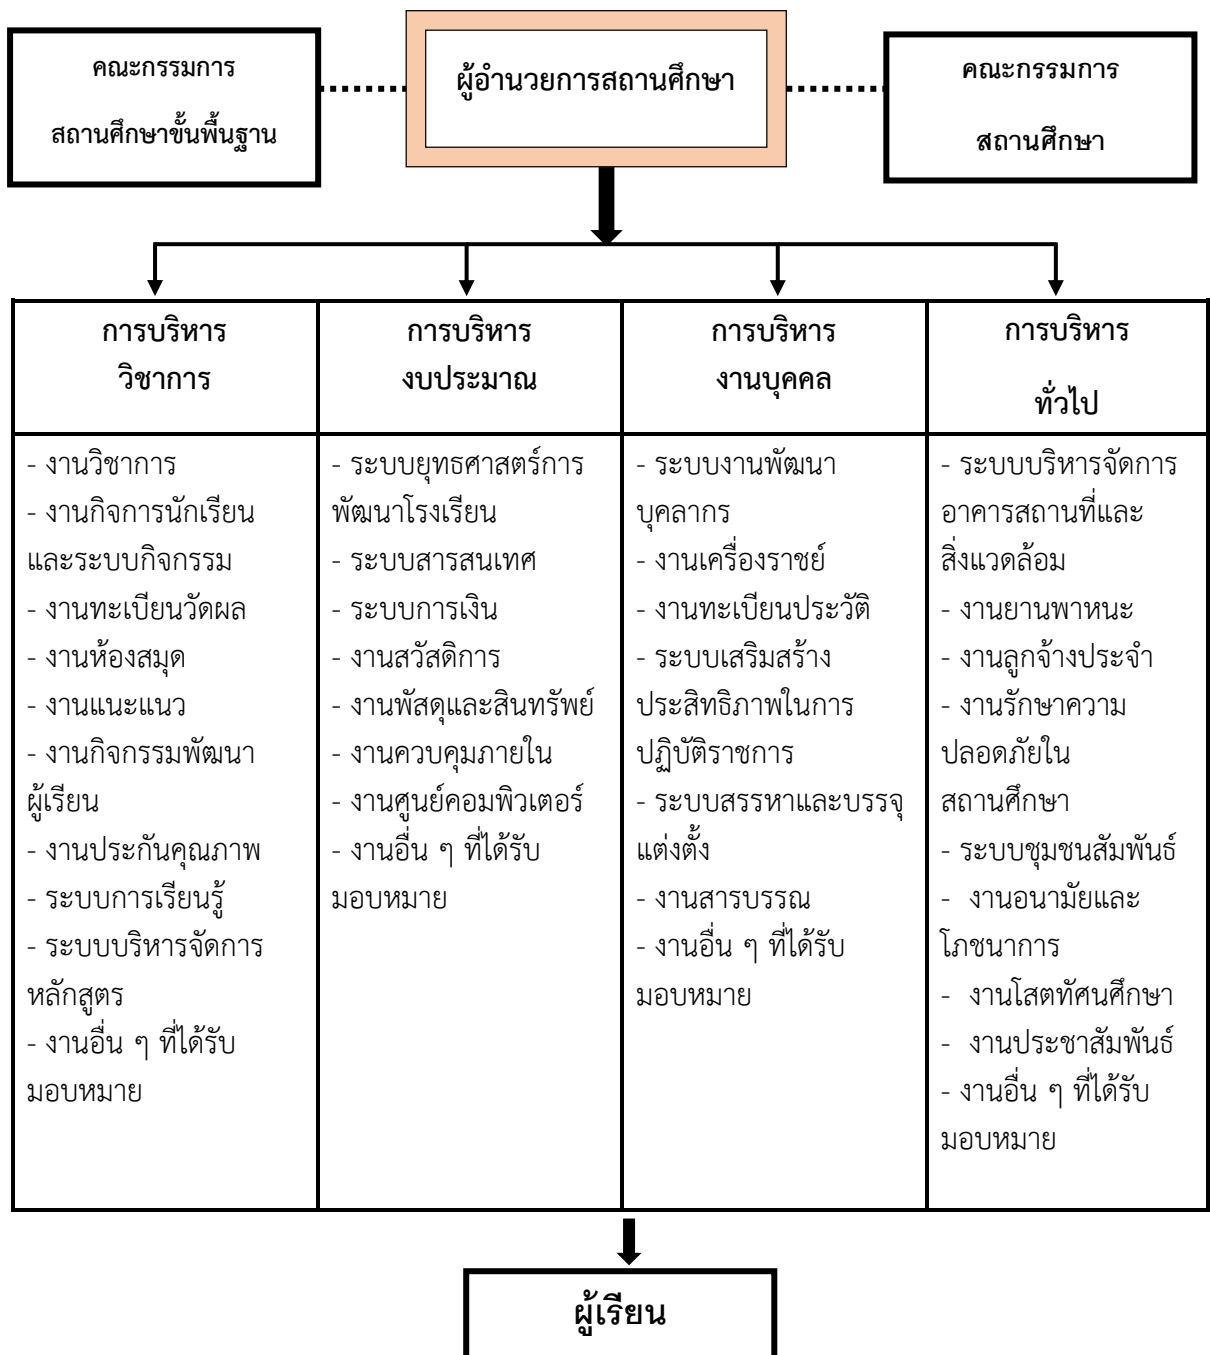 คณะกรรมการ
สถานศึกษาขั้นพื้นฐาน
ผู้อำนวยการสถานศึกษา
คณะกรรมการ
สถานศึกษา
การบริหาร
วิชาการ
การบริหาร
งบประมาณ
การบริหาร
งานบุคคล
การบริหาร
ทั่วไป
- งานวิชาการ
- งานกิจการนักเรียน
และระบบกิจกรรม
- งานทะเบียนวัดผล
- งานห้องสมุด
- งานแนะแนว
- งานกิจกรรมพัฒนา
ผู้เรียน
- งานประกันคุณภาพ
- ระบบการเรียนรู้
- ระบบบริหารจัดการ
หลักสูตร
- งานอื่น ๆ ที่ได้รับ
มอบหมาย
- ระบบยุทธศาสตร์การ
พัฒนาโรงเรียน
- ระบบสารสนเทศ
- ระบบการเงิน
- งานสวัสดิการ
- งานพัสดุและสินทรัพย์
- งานควบคุมภายใน
- งานศูนย์คอมพิวเตอร์
- งานอื่น ๆ ที่ได้รับ
มอบหมาย
- ระบบงานพัฒนา
บุคลากร
- งานเครื่องราชย์
- งานทะเบียนประวัติ
- ระบบเสริมสร้าง
ประสิทธิภาพในการ
ปฏิบัติราชการ
- ระบบสรรหาและบรรจุ
แต่งตั้ง
- งานสารบรรณ
- งานอื่น ๆ ที่ได้รับ
มอบหมาย
- ระบบบริหารจัดการ
อาคารสถานที่และ
สิ่งแวดล้อม
- งานยานพาหนะ
- งานลูกจ้างประจำ
- งานรักษาความ
ปลอดภัยใน
สถานศึกษา
- ระบบชุมชนสัมพันธ์
- งานอนามัยและ
โภชนาการ
- งานโสตทัศนศึกษา
- งานประชาสัมพันธ์
- งานอื่น ๆ ที่ได้รับ
มอบหมาย
ผู้เรียน